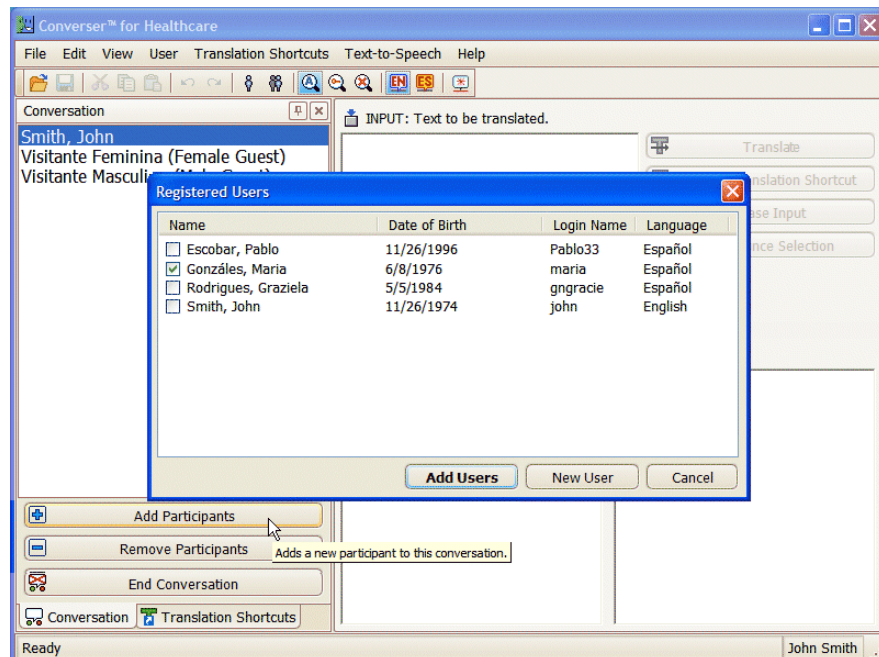 Converser™ for Healthcare
File Edit View User Translation Shortcuts Text-to-Speech Help
A EN ES
Conversation
INPUT: Text to be translated.
Smith, John
Visitante Feminina (Female Guest)
Visitante Masculi
Translate
nslation Shortcut
ase Input
nce Selection
Registered Users
Name Date of Birth Login Name Language
Escobar, Pablo 11/26/1996 Pablo33 Español
Gonzáles, Maria 6/8/1976 maria Español
Rodrigues, Graziela 5/5/1984 gngracie Español
Smith, John 11/26/1974 john English
Add Users New User Cancel
Add Participants
Remove Participants
Adds a new participant to this conversation.
End Conversation
Conversation Translation Shortcuts
Ready John Smith